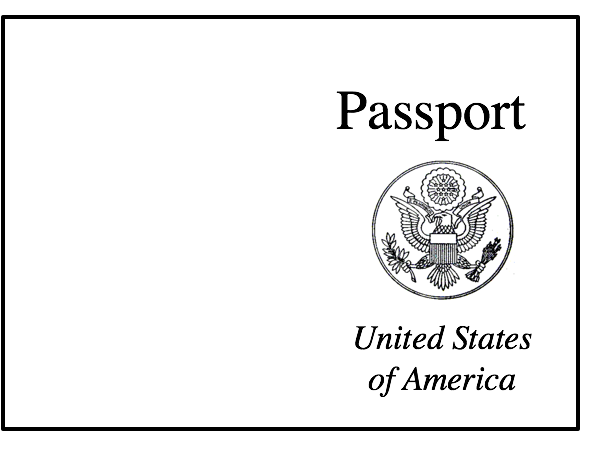 Passport
United States
of America